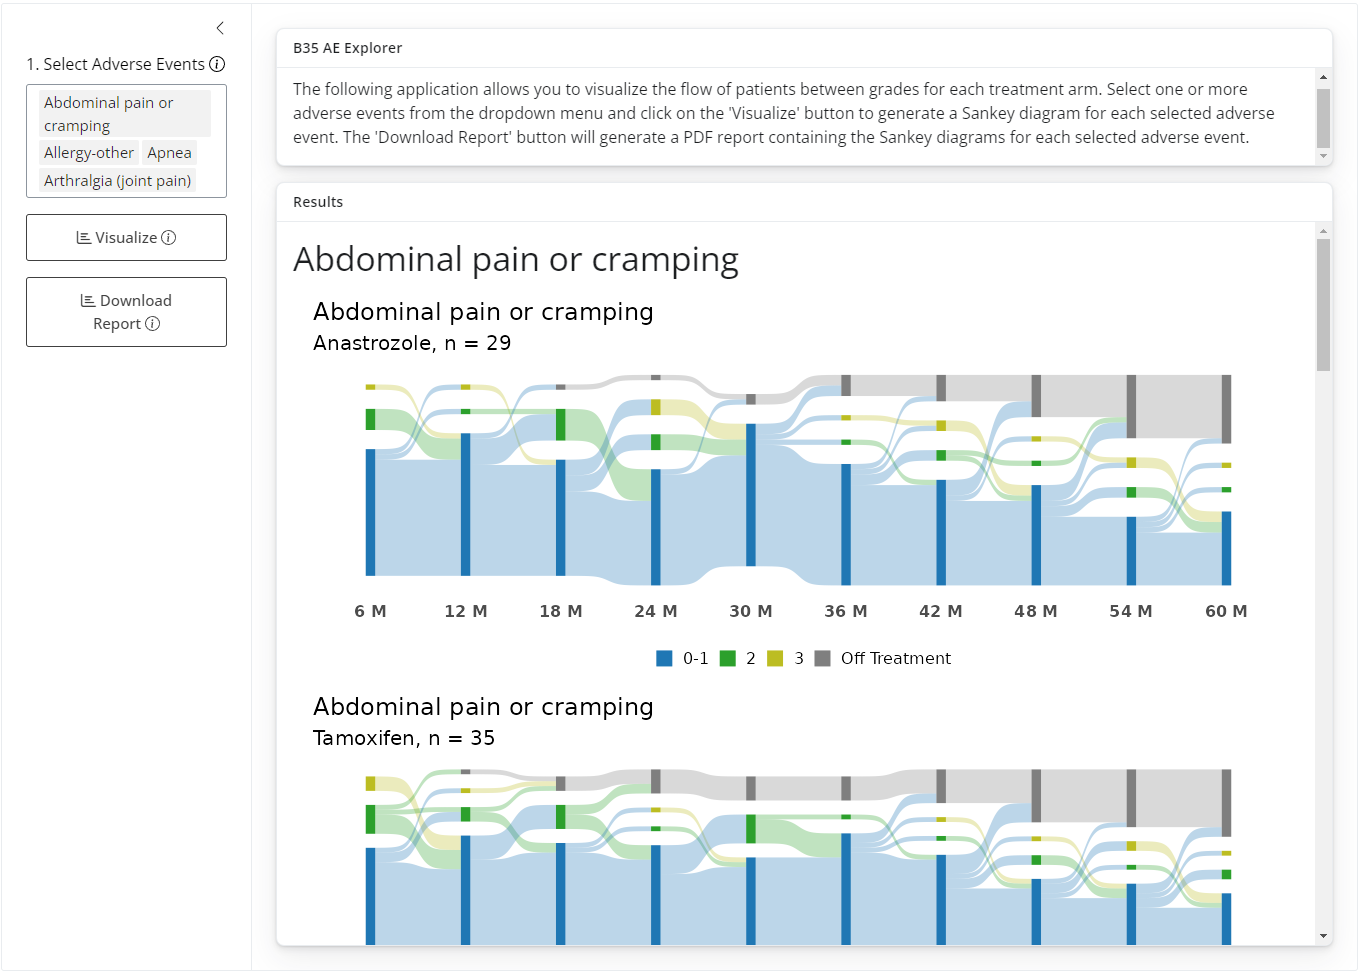 1. Select Adverse Events
Abdominal pain or
cramping
Allergy-other Apnea
Arthralgia (joint pain)
Visualize
Download
Report
B35 AE Explorer
The following application allows you to visualize the flow of patients between grades for each treatment arm. Select one or more
adverse events from the dropdown menu and click on the 'Visualize' button to generate a Sankey diagram for each selected adverse
event. The 'Download Report' button will generate a PDF report containing the Sankey diagrams for each selected adverse event.
Results
Abdominal pain or cramping
Abdominal pain or cramping
Anastrozole, n = 29
6 M 12 M 18 M 24 M 30 M 36 M 42 M 48 M 54 M 60 M
0-1 2 3 Off Treatment
Abdominal pain or cramping
Tamoxifen, n = 35